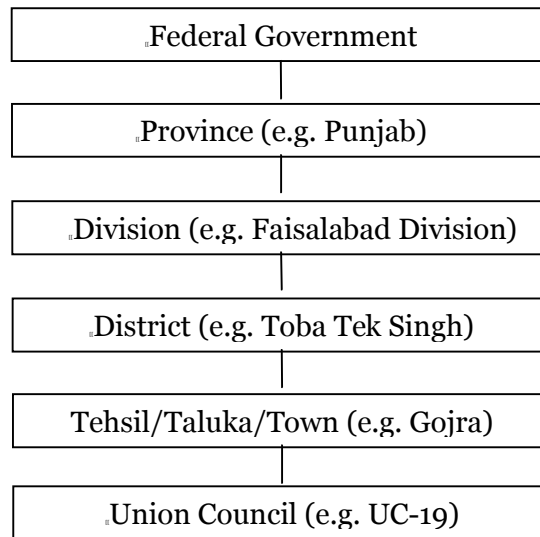 Federal Government
Province (e.g. Punjab)
Division (e.g. Faisalabad Division)
District (e.g. Toba Tek Singh)
Tehsil/Taluka/Town (e.g. Gojra)
Union Council (e.g. UC-19)